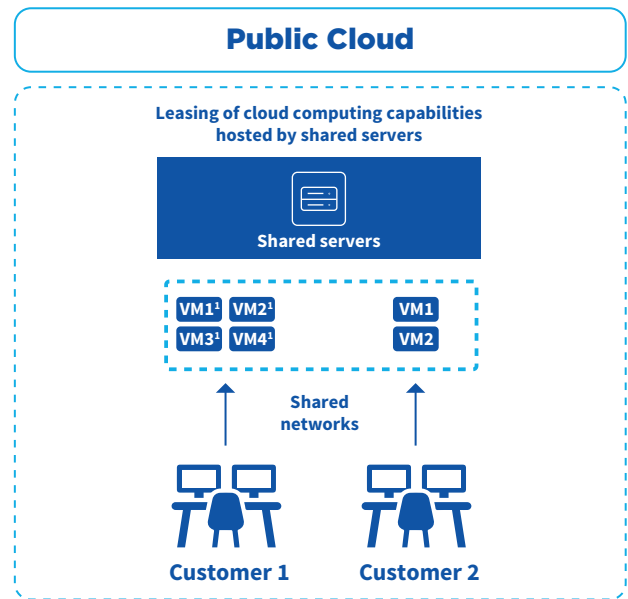 Public Cloud
Leasing of cloud computing capabilities
hosted by shared servers
Shared servers
VM1¹ VM2¹ VM1
VM3¹ VM4¹ VM2
Shared
networks
Customer 1 Customer 2